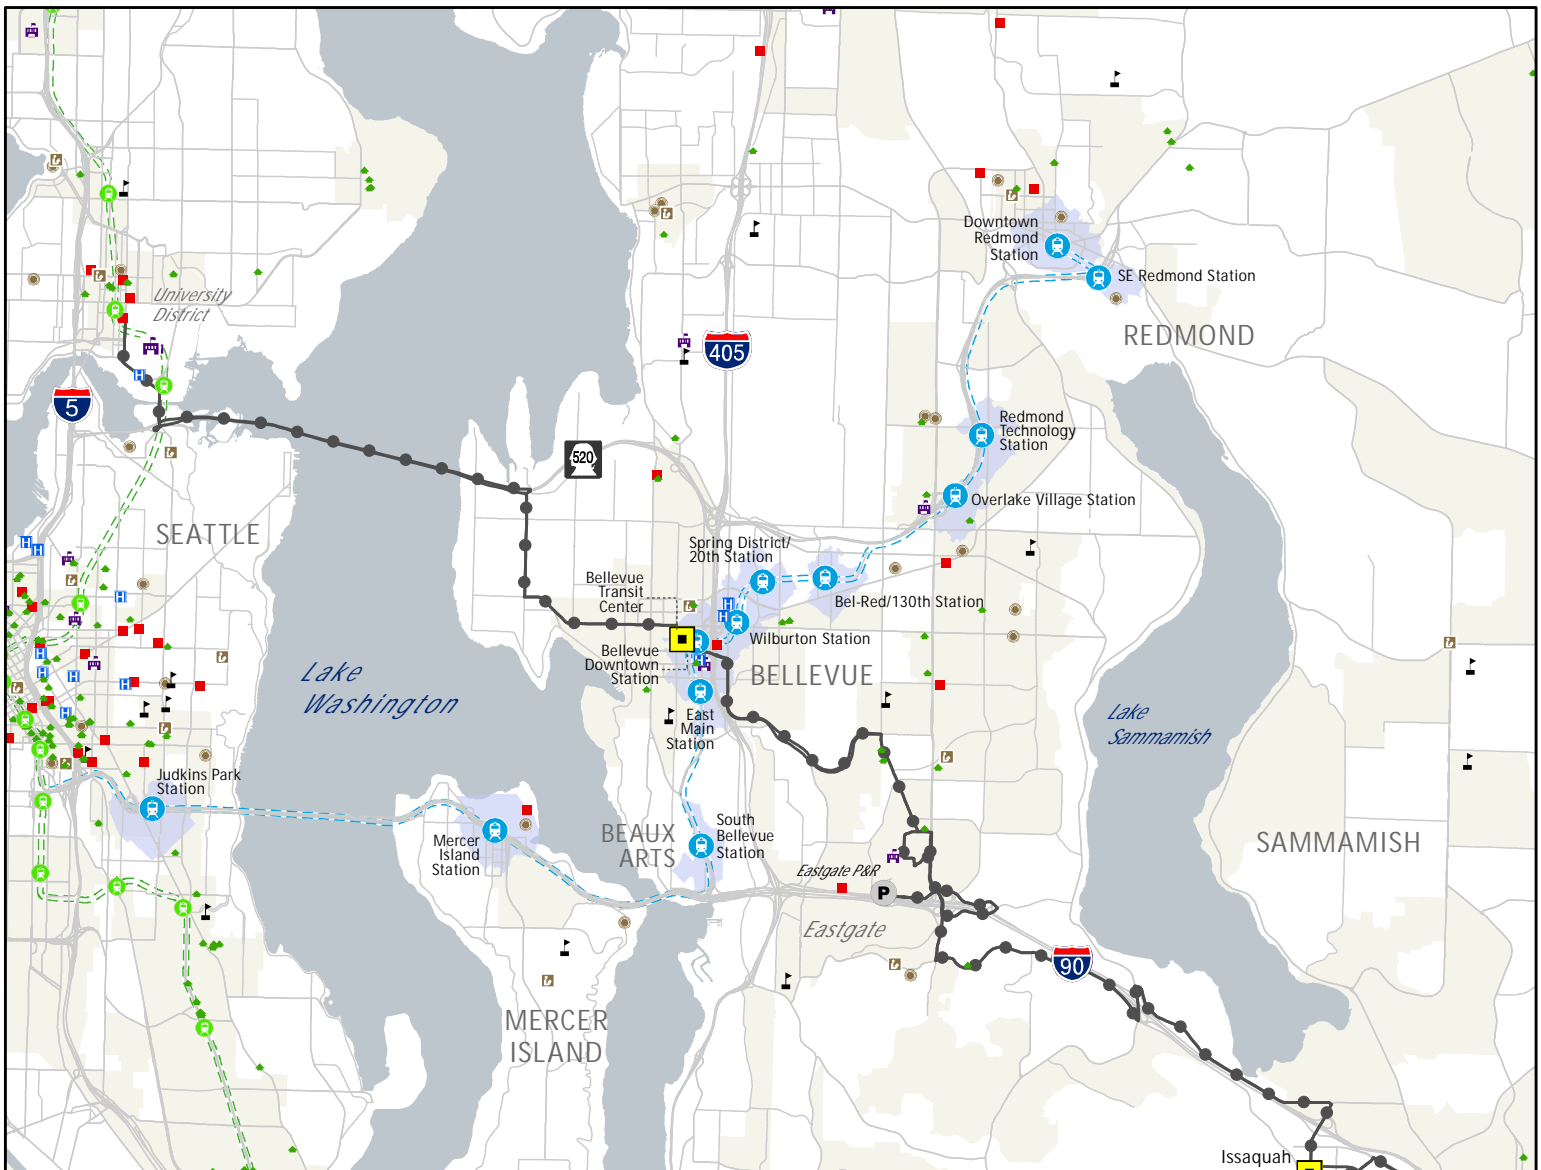 Downtown
Redmond
Station
SE Redmond Station
University
District
REDMOND
405
5
Redmond
Technology
Station
520
Overlake Village Station
SEATTLE
Spring District/
20th Station
Bellevue
Transit
Center
Bel-Red/130th Station
Wilburton Station
Bellevue
Downtown
Station
BELLEVUE
Lake
Washington
East
Main
Station
Lake
Sammamish
Judkins Park
Station
Mercer
Island
Station
BEAUX
ARTS
South
Bellevue
Station
SAMMAMISH
Eastgate P&R
P
Eastgate
90
MERCER
ISLAND
Issaquah
H
H
H
H
H
H
H
H
H
H
H
H